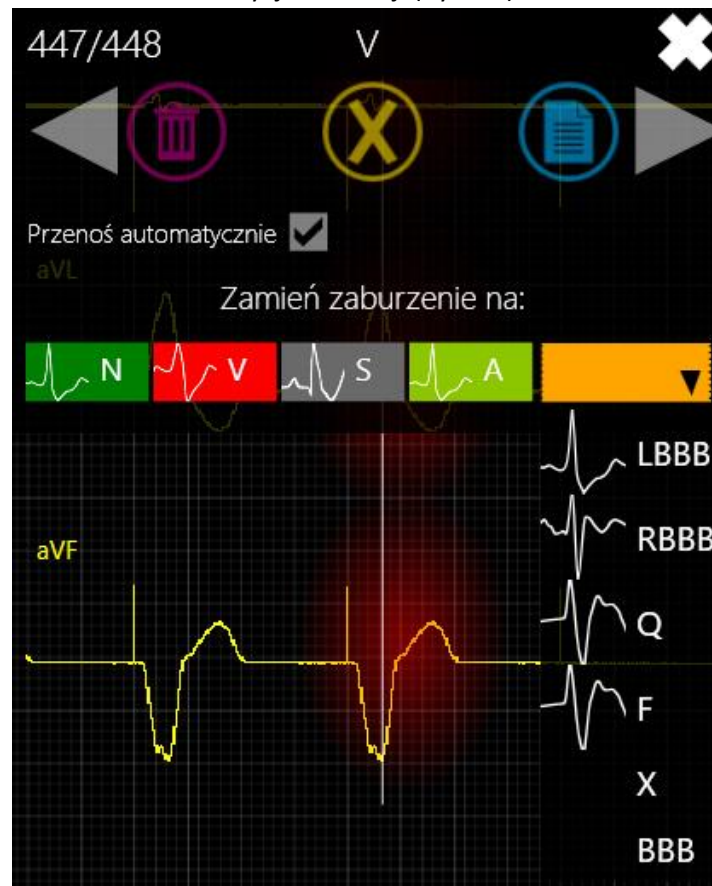 447/448 V
Przenoś automatycznie
aVL
Zamień zaburzenie na:
N V S A
LBBB
RBBB
aVF
Q
F
X
BBB